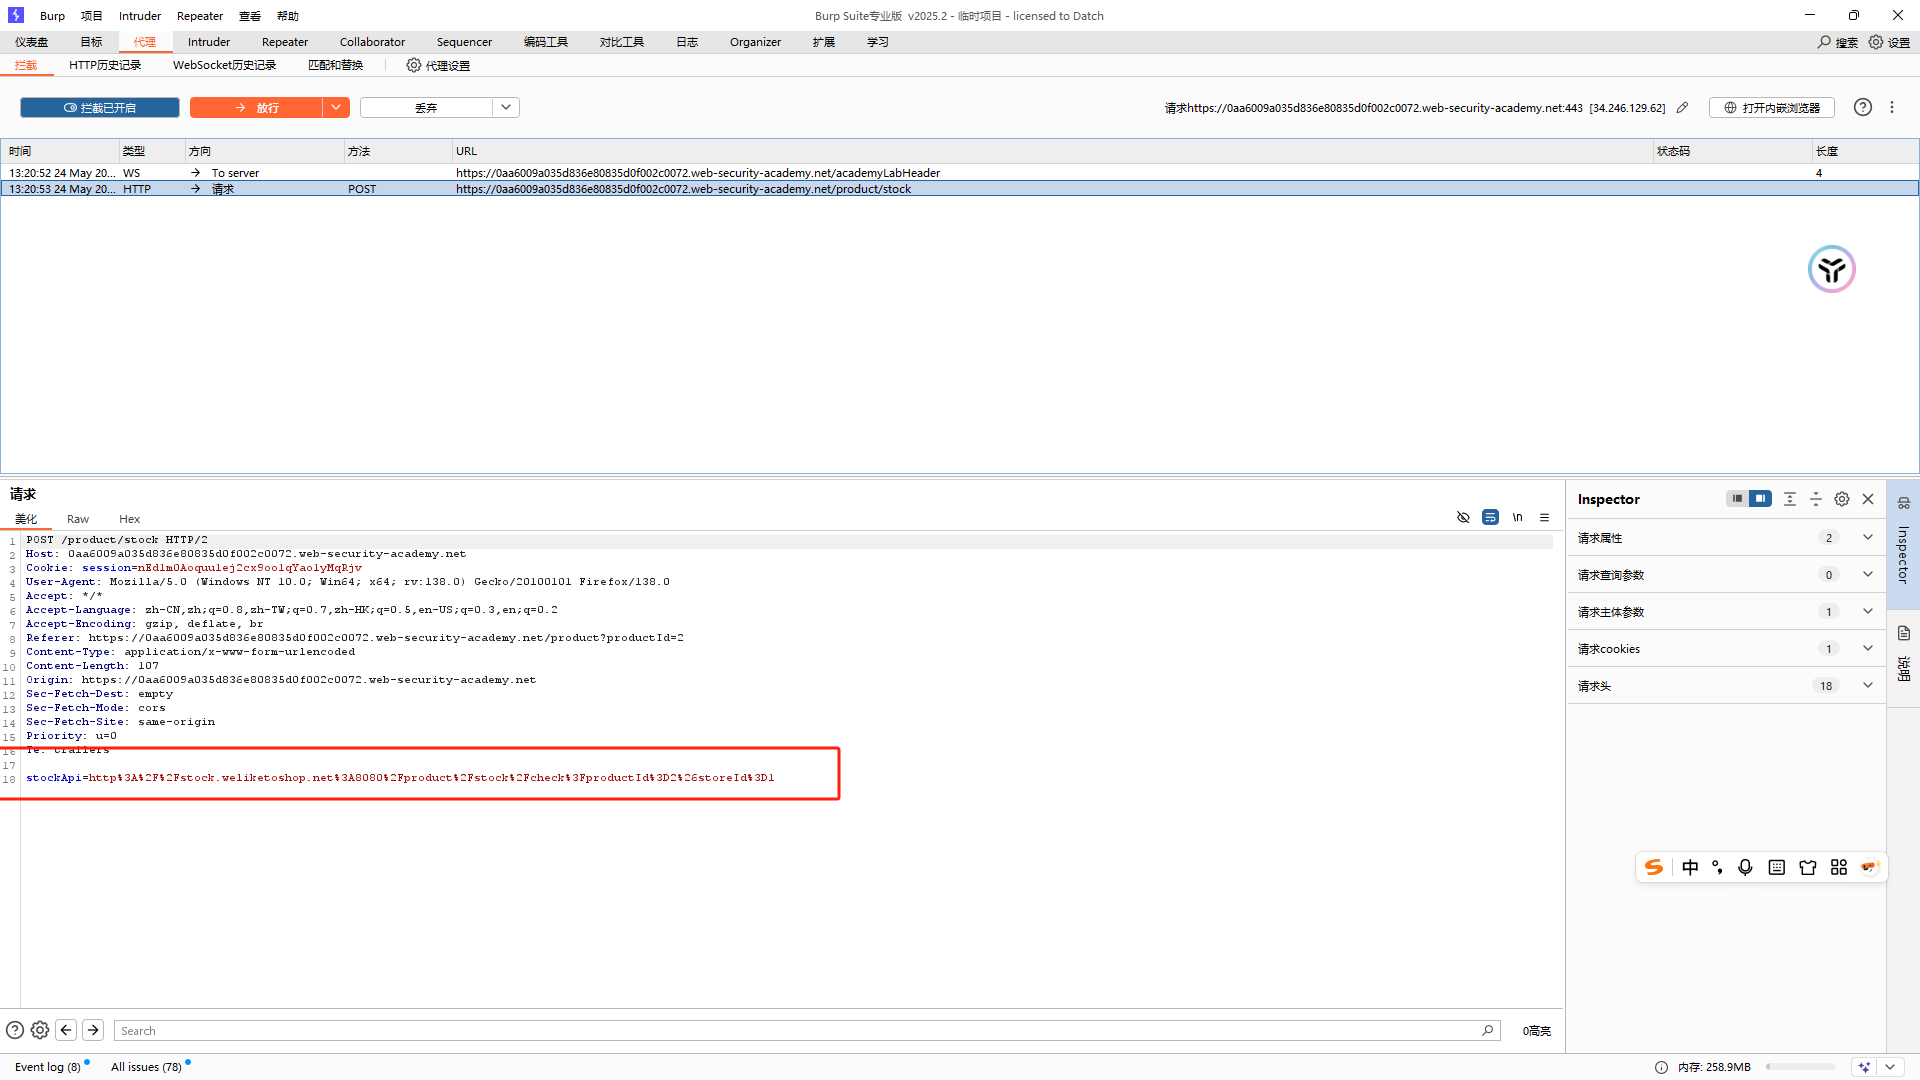 Burp 项目 Intruder Repeater 查看 帮助
Burp Suite专业版 v2025.2 - 临时项目 - licensed to Datch
仪表盘 目标 代理 Intruder Repeater Collaborator Sequencer 编码工具 对比工具 日志 Organizer 扩展 学习 搜索 设置
拦截 HTTP历史记录 WebSocket历史记录 匹配和替换 代理设置
拦截已开启 放行 丢弃 请求https://0aa6009a035d836e80835d0f002c0072.web-security-academy.net:443 [34.246.129.62] 打开内嵌浏览器
时间 类型 方向 方法 URL 状态码 长度
13:20:52 24 May 20... WS To server https://0aa6009a035d836e80835d0f002c0072.web-security-academy.net/academyLabHeader 4
13:20:53 24 May 20... HTTP 请求 POST https://0aa6009a035d836e80835d0f002c0072.web-security-academy.net/product/stock
请求
美化 Raw Hex \n
1 POST /product/stock HTTP/2
2 Host: 0aa6009a035d836e80835d0f002c0072.web-security-academy.net
3 Cookie: session=nEdlm0Aoquulej2cx9oolqYaolyMqRjv
4 User-Agent: Mozilla/5.0 (Windows NT 10.0; Win64; x64; rv:138.0) Gecko/20100101 Firefox/138.0
5 Accept: */*
6 Accept-Language: zh-CN,zh;q=0.8,zh-TW;q=0.7,zh-HK;q=0.5,en-US;q=0.3,en;q=0.2
7 Accept-Encoding: gzip, deflate, br
8 Referer: https://0aa6009a035d836e80835d0f002c0072.web-security-academy.net/product?productId=2
9 Content-Type: application/x-www-form-urlencoded
10 Content-Length: 107
11 Origin: https://0aa6009a035d836e80835d0f002c0072.web-security-academy.net
12 Sec-Fetch-Dest: empty
13 Sec-Fetch-Mode: cors
14 Sec-Fetch-Site: same-origin
15 Priority: u=0
16 Te: trailers
17
18 stockApi=http%3A%2F%2Fstock.weliketoshop.net%3A8080%2Fproduct%2Fstock%2Fcheck%3FproductId%3D2%26storeId%3D1
Inspector
请求属性 2
请求查询参数 0
请求主体参数 1
请求cookies 1
请求头 18
Inspector
说明
中
Search
0高亮
Event log (8) All issues (78)
内存: 258.9MB